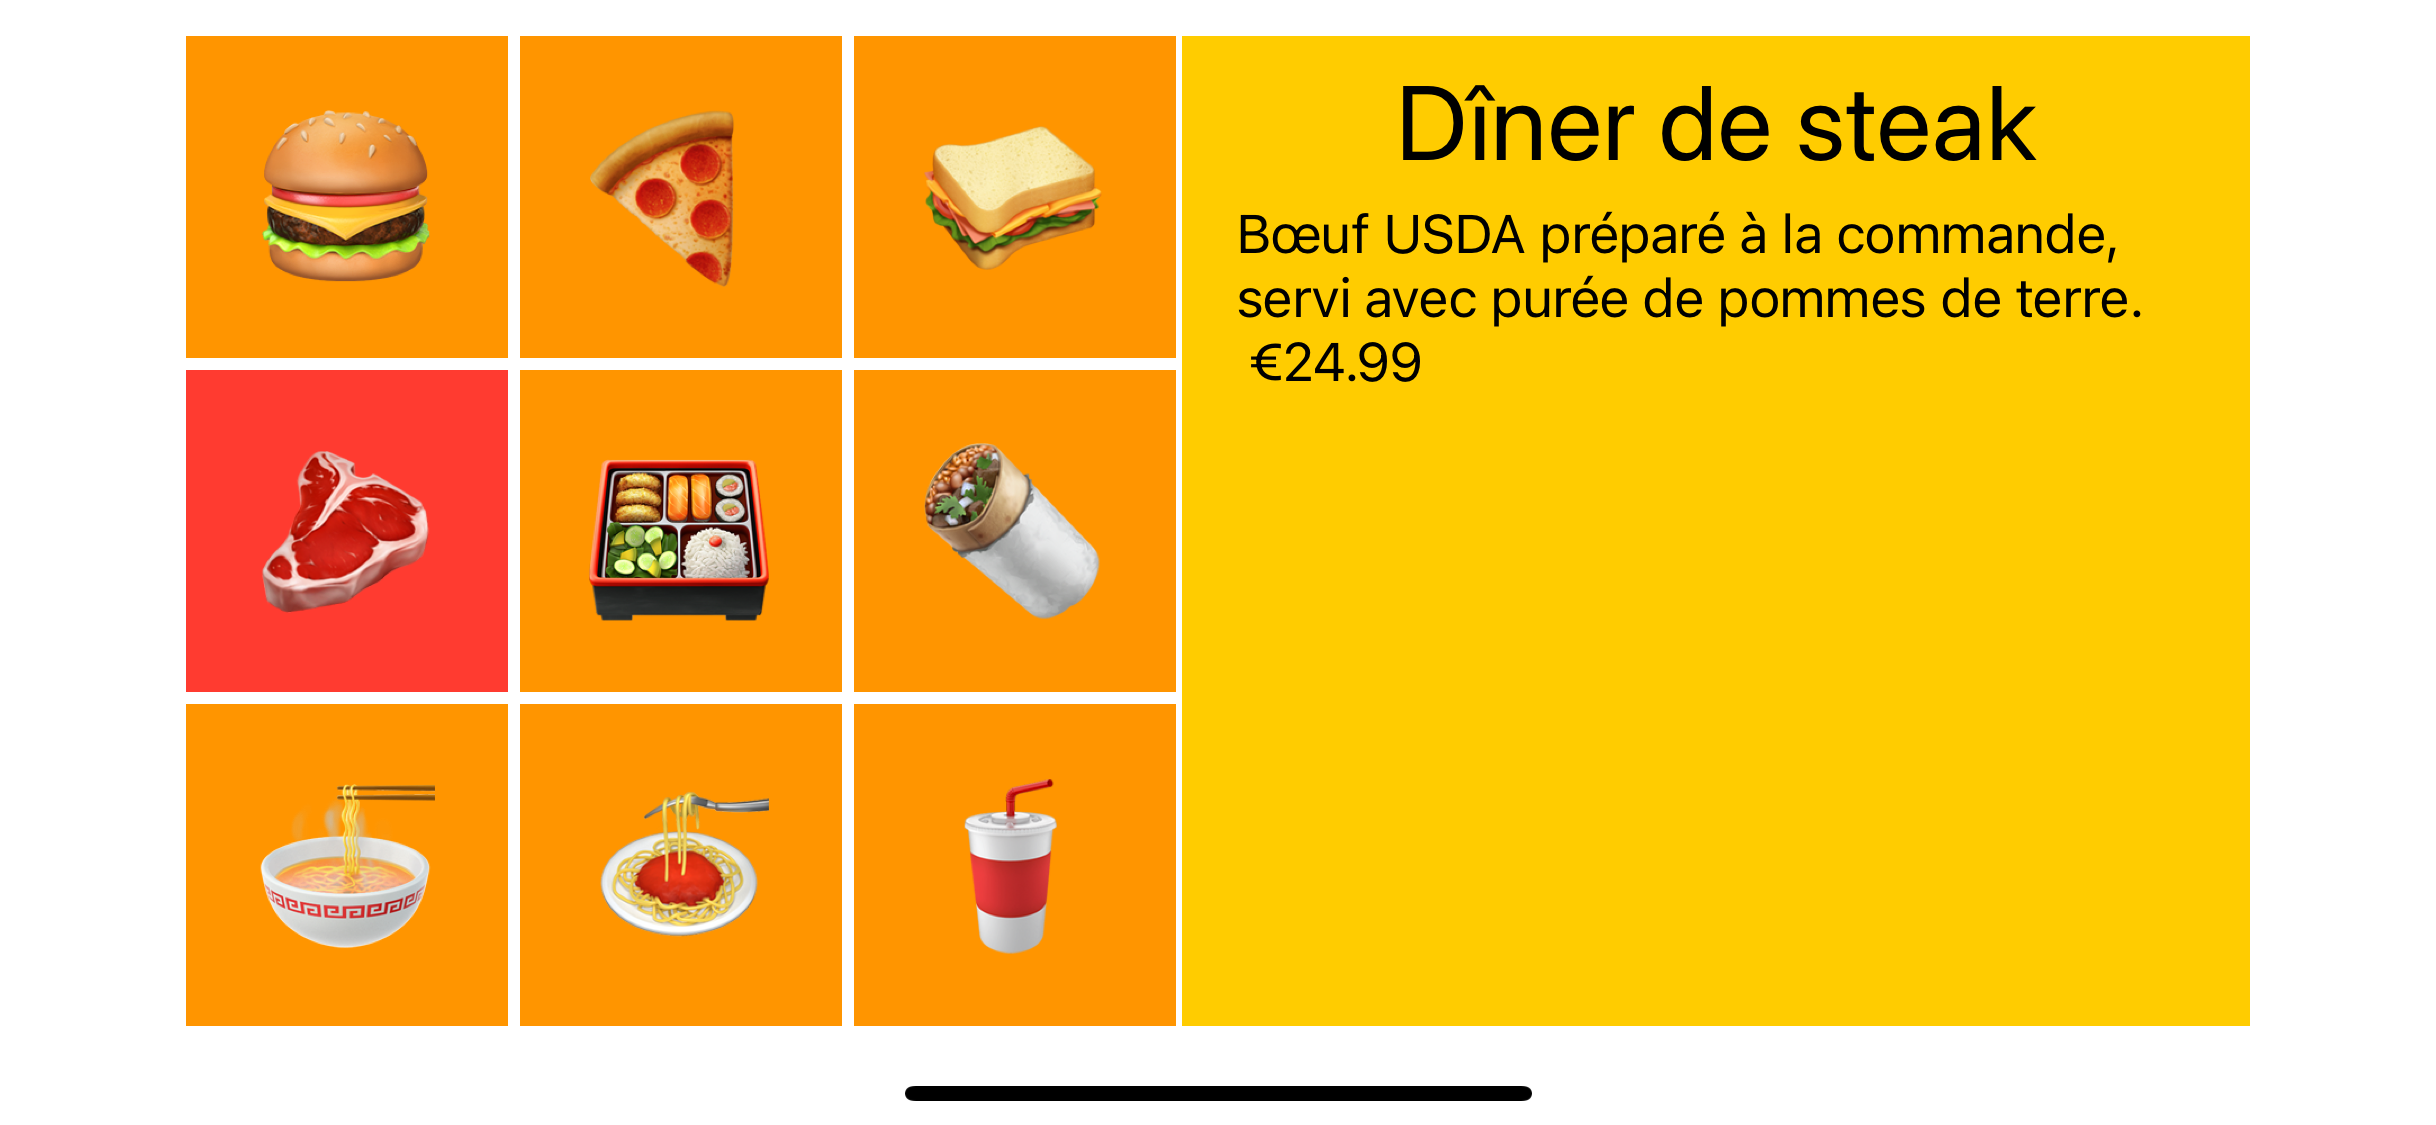 Dîner de steak
Bœuf USDA préparé à la commande,
servi avec purée de pommes de terre.
€24.99